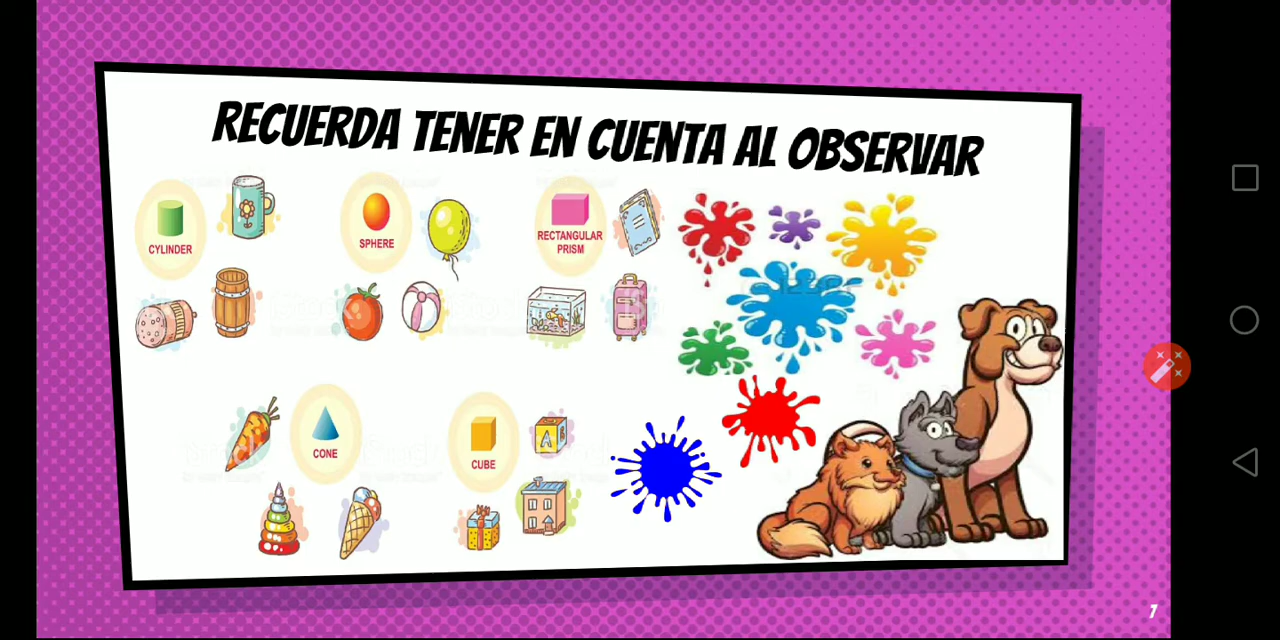 RECUERDA TENER EN CUENTA AL OBSERVAR
CYLINDER
SPHERE
RECTANGULAR
PRISM
CONE
CUBE
A
7